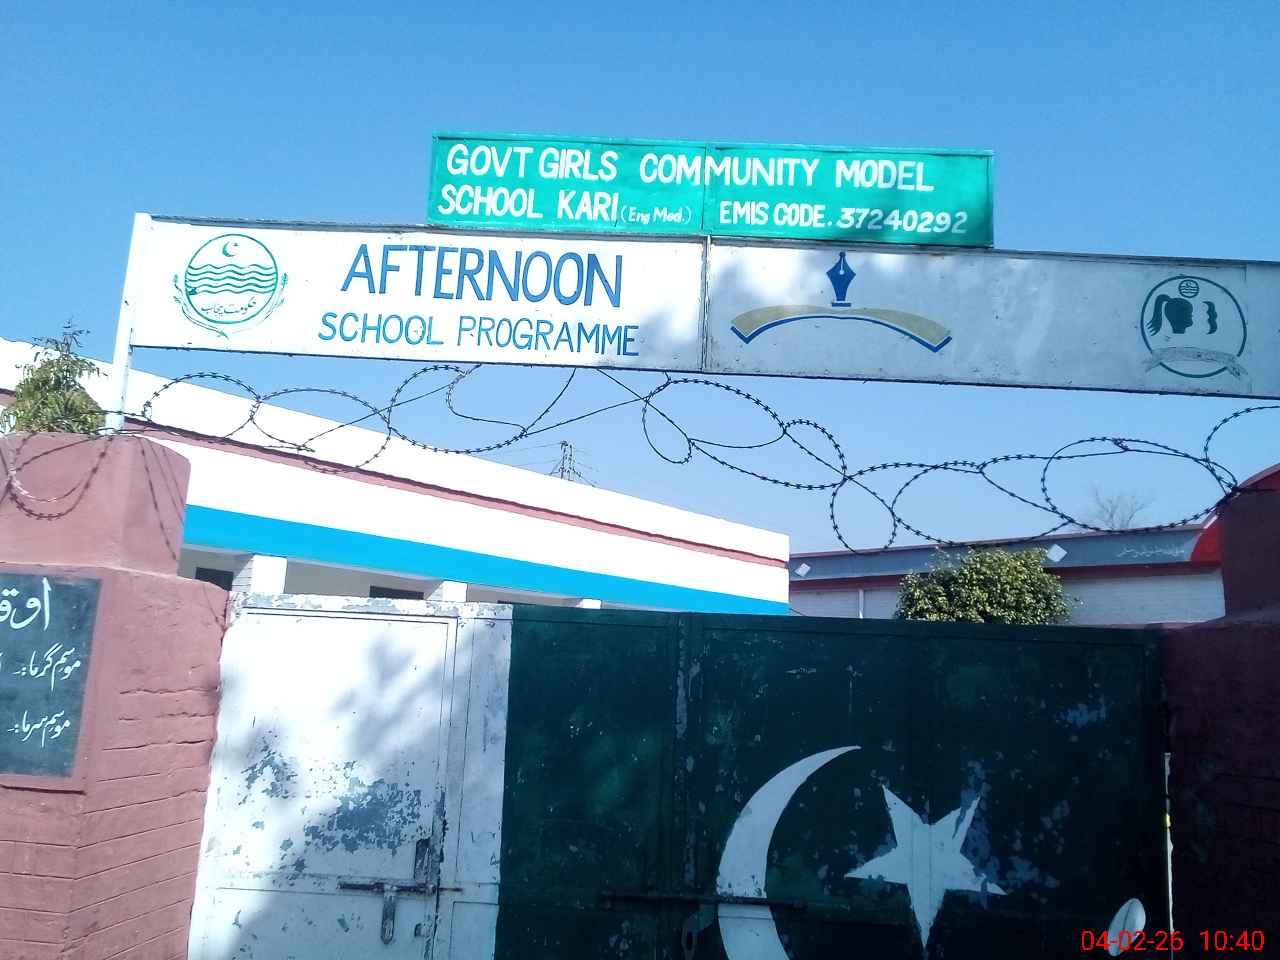 GOVT GIRLS COMMUNITY MODEL
SCHOOL KARI (Eng Med.) EMIS CODE. 37240292
حکومت پنجاب
AFTERNOON
SCHOOL PROGRAMME
موسم گرما:۔
موسم سرما:۔
04-02-26 10:40